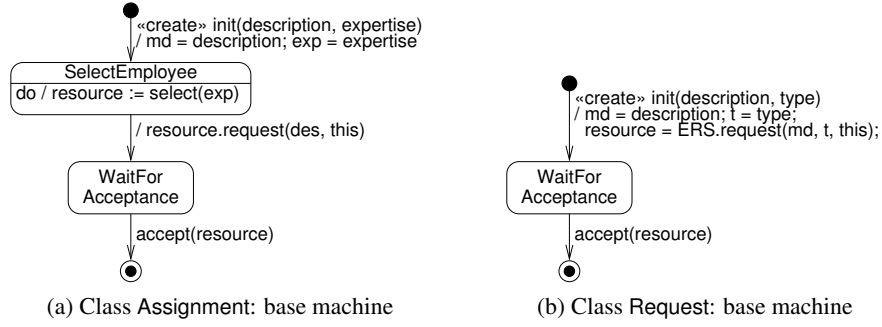 «create» init(description, expertise)
/ md = description; exp = expertise
SelectEmployee
do / resource := select(exp)
/ resource.request(des, this)
WaitFor
Acceptance
accept(resource)
(a) Class Assignment: base machine
«create» init(description, type)
/ md = description; t = type;
resource = ERS.request(md, t, this);
WaitFor
Acceptance
accept(resource)
(b) Class Request: base machine